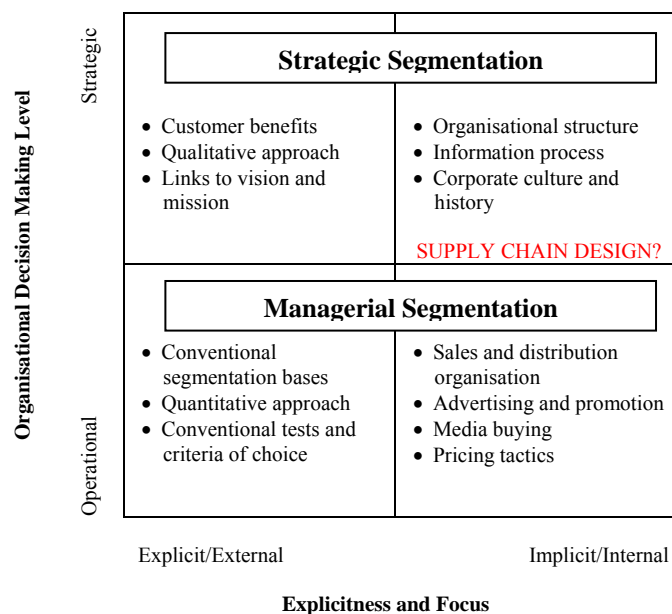 Organisational Decision Making Level
Strategic
Operational
Strategic Segmentation
• Customer benefits
• Qualitative approach
• Links to vision and
mission
• Organisational structure
• Information process
• Corporate culture and
history
SUPPLY CHAIN DESIGN?
Managerial Segmentation
• Conventional
segmentation bases
• Quantitative approach
• Conventional tests and
criteria of choice
• Sales and distribution
organisation
• Advertising and promotion
• Media buying
• Pricing tactics
Explicit/External
Implicit/Internal
Explicitness and Focus